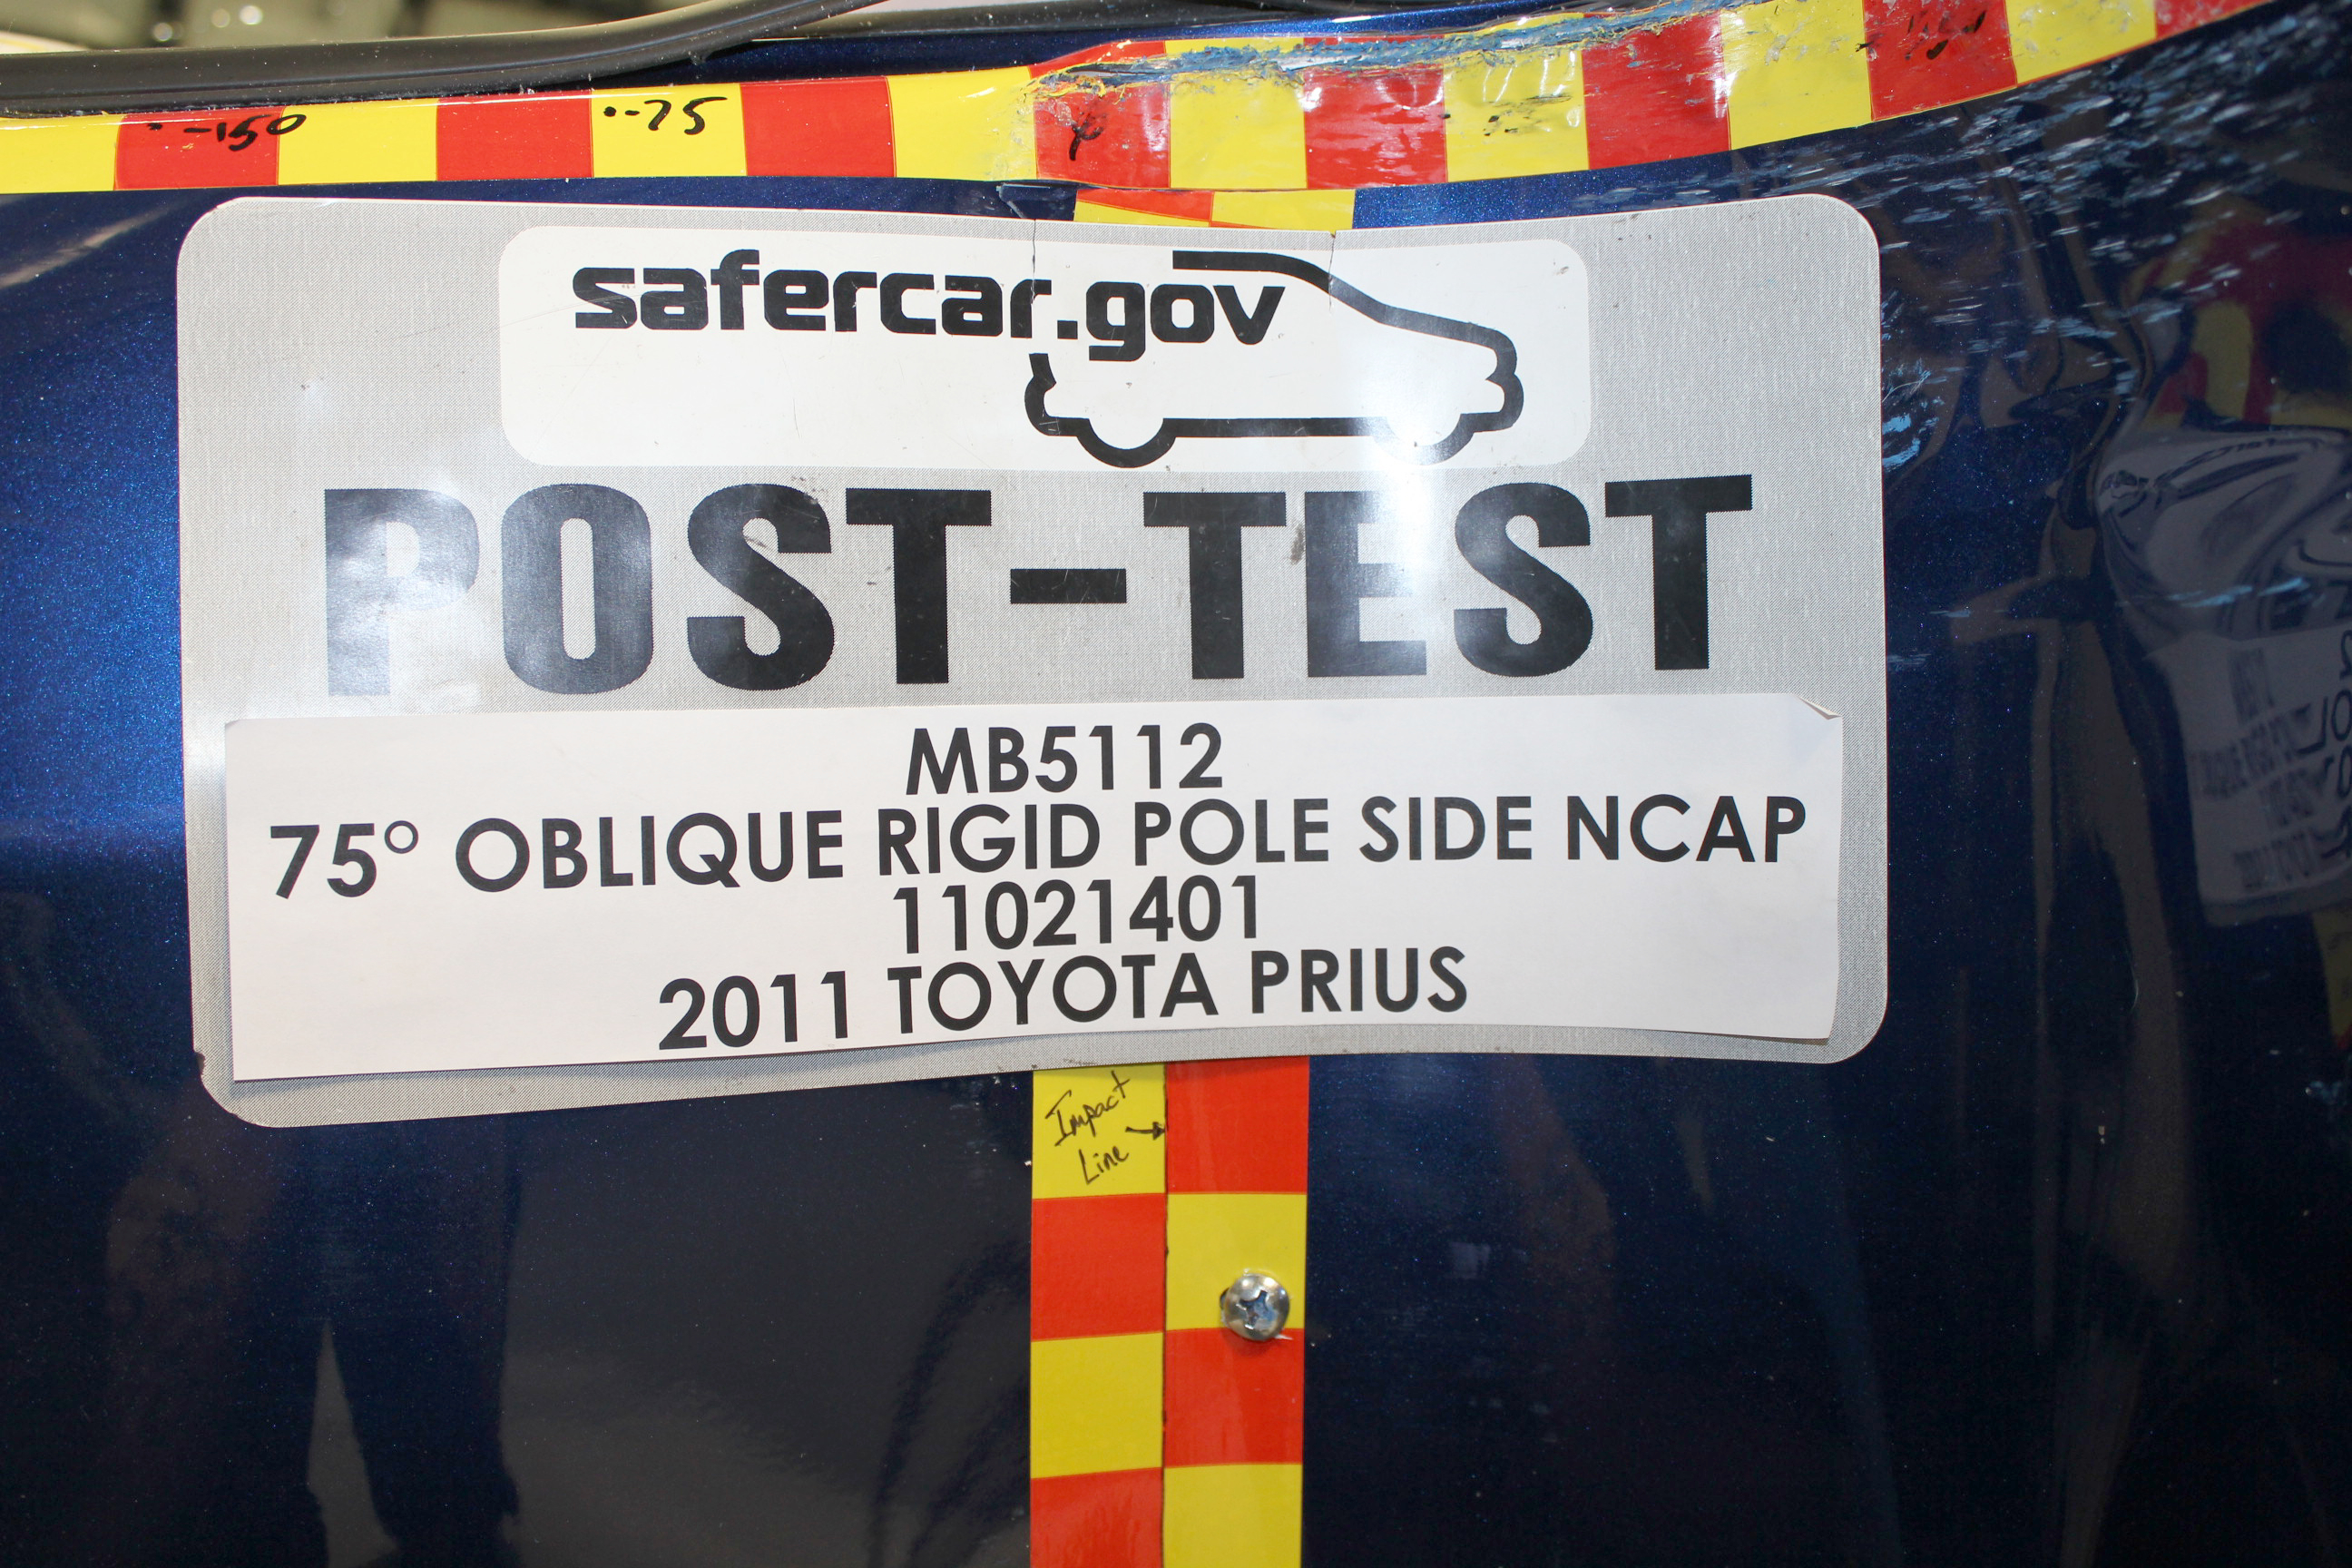 -150
-75
safercar.gov
POST-TEST
MB5112
75° OBLIQUE RIGID POLE SIDE NCAP
11021401
2011 TOYOTA PRIUS
Impact
Line